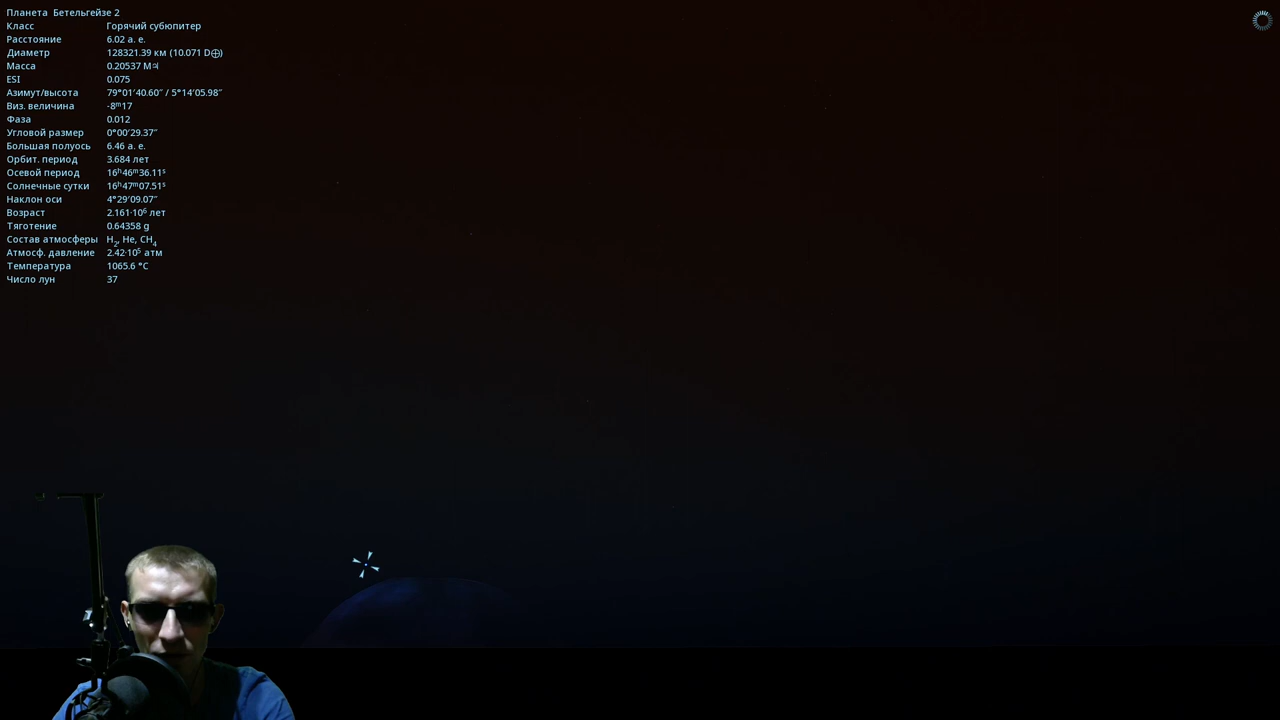 Планета Бетельгейзе 2
Класс Горячий субюпитер
Расстояние 6.02 а. е.
Диаметр 128321.39 км (10.071 D⊕)
Масса 0.20537 M♃
ESI 0.075
Азимут/высота 79°01′40.60″ / 5°14′05.98″
Виз. величина -8ᵐ17
Фаза 0.012
Угловой размер 0°00′29.37″
Большая полуось 6.46 а. е.
Орбит. период 3.684 лет
Осевой период 16ʰ46ᵐ36.11ˢ
Солнечные сутки 16ʰ47ᵐ07.51ˢ
Наклон оси 4°29′09.07″
Возраст 2.161·10⁶ лет
Тяготение 0.64358 g
Состав атмосферы H₂, He, CH₄
Атмосф. давление 2.42·10⁵ атм
Температура 1065.6 °C
Число лун 37